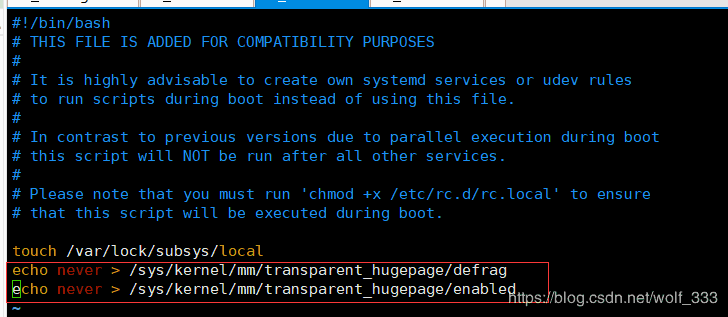 #!/bin/bash
# THIS FILE IS ADDED FOR COMPATIBILITY PURPOSES
#
# It is highly advisable to create own systemd services or udev rules
# to run scripts during boot instead of using this file.
#
# In contrast to previous versions due to parallel execution during boot
# this script will NOT be run after all other services.
#
# Please note that you must run 'chmod +x /etc/rc.d/rc.local' to ensure
# that this script will be executed during boot.
touch /var/lock/subsys/local
echo never > /sys/kernel/mm/transparent_hugepage/defrag
echo never > /sys/kernel/mm/transparent_hugepage/enabled
~
https://blog.csdn.net/wolf_333